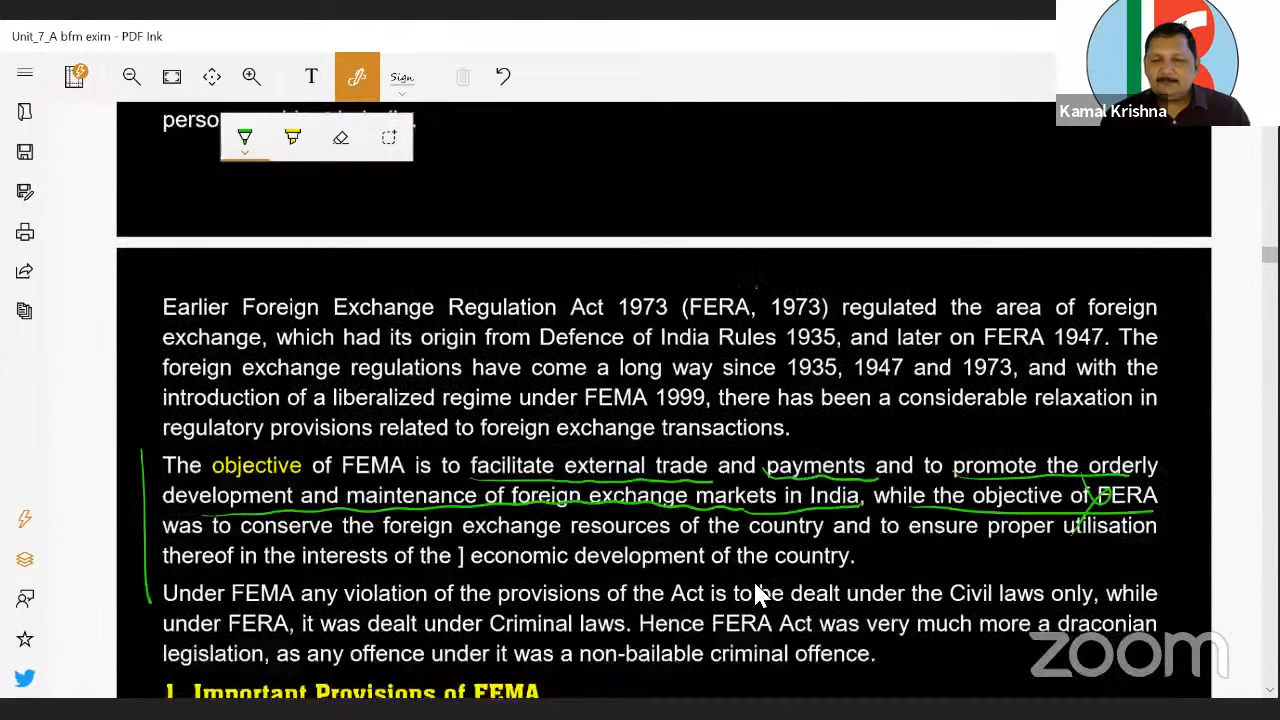 Unit_7_A bfm exim - PDF Ink
Kamal Krishna
T
Sign
Earlier Foreign Exchange Regulation Act 1973 (FERA, 1973) regulated the area of foreign
exchange, which had its origin from Defence of India Rules 1935, and later on FERA 1947. The
foreign exchange regulations have come a long way since 1935, 1947 and 1973, and with the
introduction of a liberalized regime under FEMA 1999, there has been a considerable relaxation in
regulatory provisions related to foreign exchange transactions.
The objective of FEMA is to facilitate external trade and payments and to promote the orderly
development and maintenance of foreign exchange markets in India, while the objective of FERA
was to conserve the foreign exchange resources of the country and to ensure proper utilisation
thereof in the interests of the ] economic development of the country.
Under FEMA any violation of the provisions of the Act is to be dealt under the Civil laws only, while
under FERA, it was dealt under Criminal laws. Hence FERA Act was very much more a draconian
legislation, as any offence under it was a non-bailable criminal offence.
zoom
1. Important Provisions of FEMA